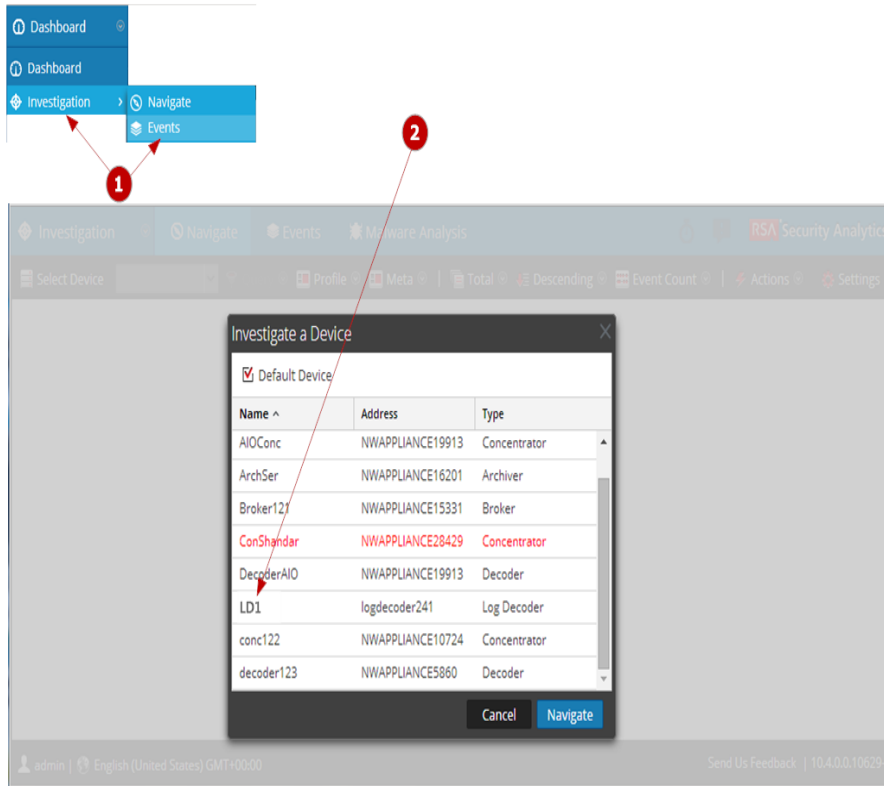 Dashboard
Dashboard
Investigation > Navigate
Events
1
2
Investigation Navigate Events Malware Analysis RSA Security Analytics
Select Device Profile Meta Total Descending Event Count Actions Settings
Investigate a Device X
Default Device
Name Address Type
AIOConc NWAPPLIANCE19913 Concentrator
ArchSer NWAPPLIANCE16201 Archiver
Broker121 NWAPPLIANCE15331 Broker
ConShandar NWAPPLIANCE28429 Concentrator
DecoderAIO NWAPPLIANCE19913 Decoder
LD1 logdecoder241 Log Decoder
conc122 NWAPPLIANCE10724 Concentrator
decoder123 NWAPPLIANCE5860 Decoder
Cancel Navigate
admin | English (United States) GMT+00:00 Send Us Feedback | 10.4.0.0.10629